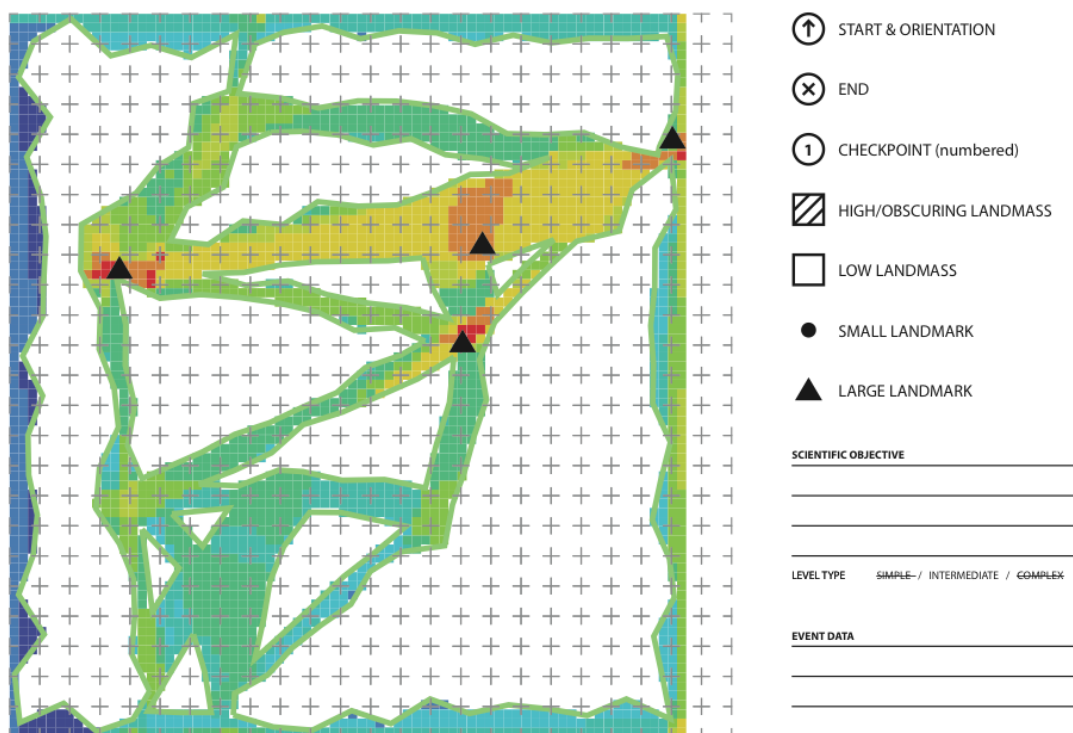 START & ORIENTATION
END
1 CHECKPOINT (numbered)
HIGH/OBSCURING LANDMASS
LOW LANDMASS
SMALL LANDMARK
LARGE LANDMARK
SCIENTIFIC OBJECTIVE
LEVEL TYPE SIMPLE / INTERMEDIATE / COMPLEX
EVENT DATA